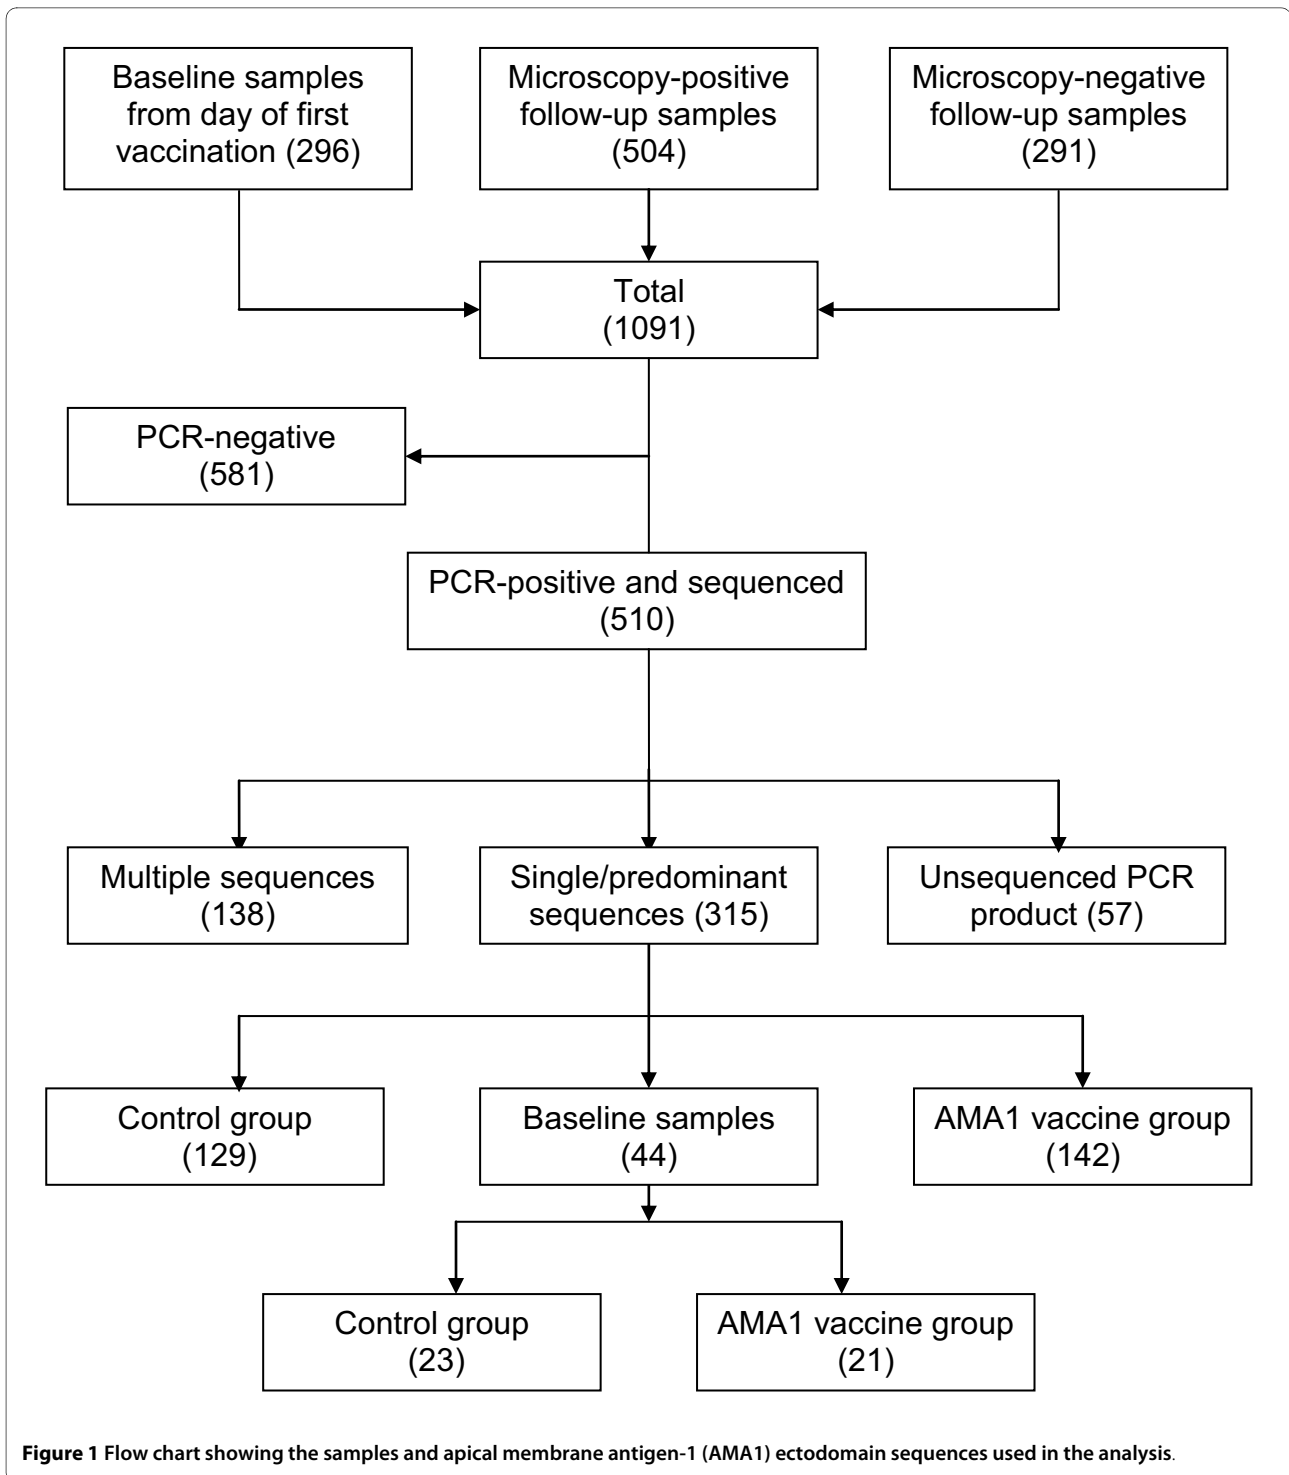 Baseline samples
from day of first
vaccination (296)
Microscopy-positive
follow-up samples
(504)
Microscopy-negative
follow-up samples
(291)
Total
(1091)
PCR-negative
(581)
PCR-positive and sequenced
(510)
Multiple sequences
(138)
Single/predominant
sequences (315)
Unsequenced PCR
product (57)
Control group
(129)
Baseline samples
(44)
AMA1 vaccine group
(142)
Control group
(23)
AMA1 vaccine group
(21)
Figure 1 Flow chart showing the samples and apical membrane antigen-1 (AMA1) ectodomain sequences used in the analysis.